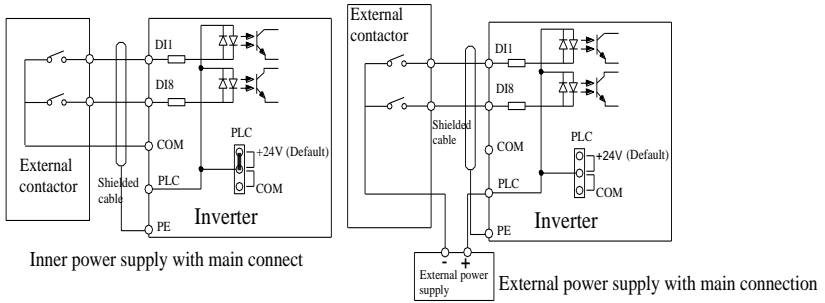 External
contactor
DI1
DI8
COM
PLC
PE
Shielded
cable
PLC
+24V (Default)
COM
Inverter
Inner power supply with main connect
External
contactor
DI1
DI8
COM
PLC
PE
Shielded
cable
PLC
+24V (Default)
COM
Inverter
- +
External power
supply
External power supply with main connection